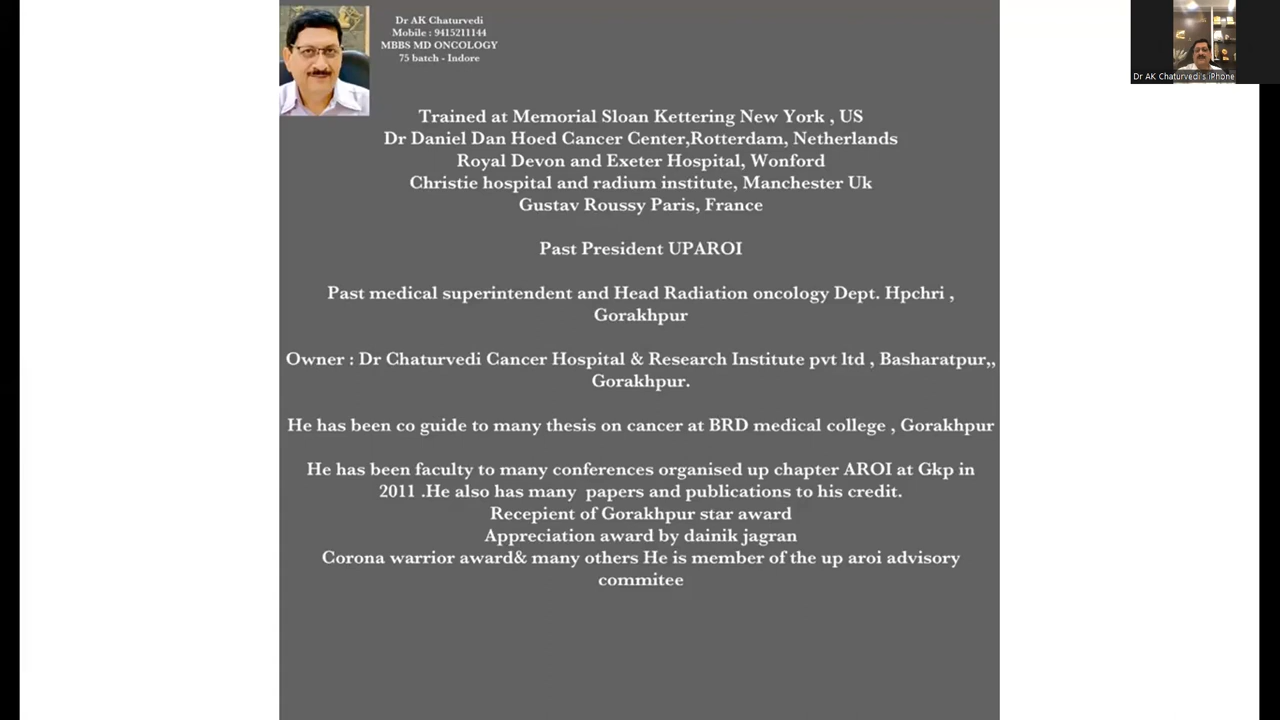 Dr AK Chaturvedi
Mobile : 9415211144
MBBS MD ONCOLOGY
75 batch - Indore
Dr AK Chaturvedi's iPhone
Trained at Memorial Sloan Kettering New York , US
Dr Daniel Dan Hoed Cancer Center,Rotterdam, Netherlands
Royal Devon and Exeter Hospital, Wonford
Christie hospital and radium institute, Manchester Uk
Gustav Roussy Paris, France
Past President UPAROI
Past medical superintendent and Head Radiation oncology Dept. Hpchri ,
Gorakhpur
Owner : Dr Chaturvedi Cancer Hospital & Research Institute pvt ltd , Basharatpur,,
Gorakhpur.
He has been co guide to many thesis on cancer at BRD medical college , Gorakhpur
He has been faculty to many conferences organised up chapter AROI at Gkp in
2011 .He also has many  papers and publications to his credit.
Recepient of Gorakhpur star award
Appreciation award by dainik jagran
Corona warrior award& many others He is member of the up aroi advisory
commitee